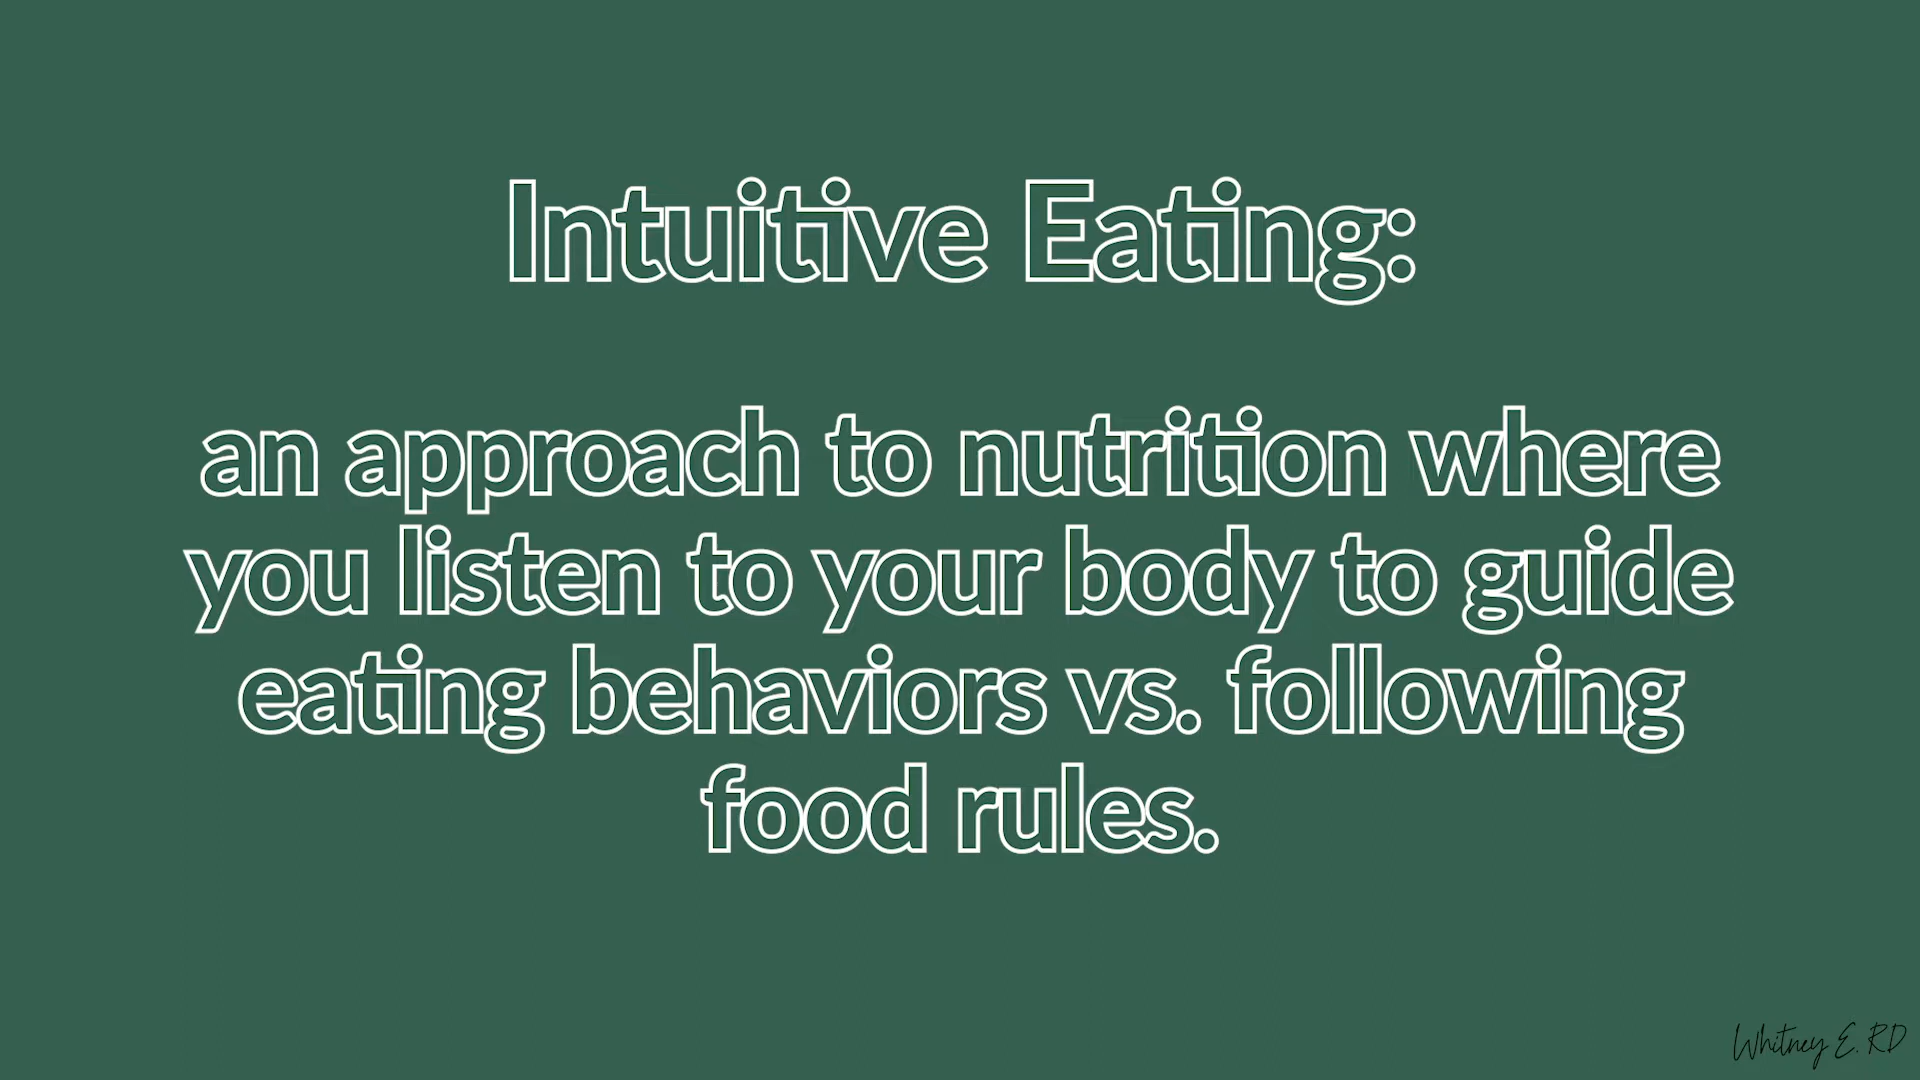 Intuitive Eating:
an approach to nutrition where
you listen to your body to guide
eating behaviors vs. following
food rules.
Whitney E. RD